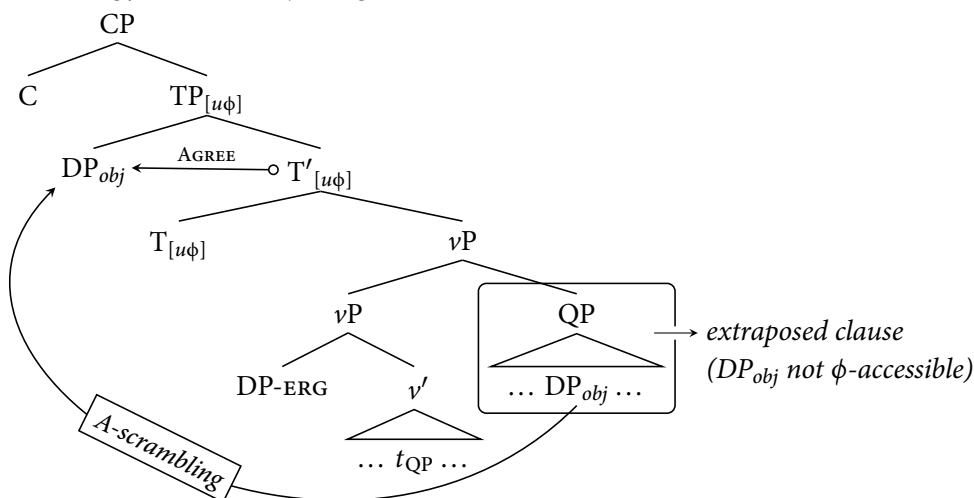 CP
C TP[uϕ]
DPobj AGREE T′[uϕ]
T[uϕ] vP
vP QP extraposed clause
(DPobj not ϕ-accessible)
DP-ERG v′ … DPobj …
A-scrambling … tQP …